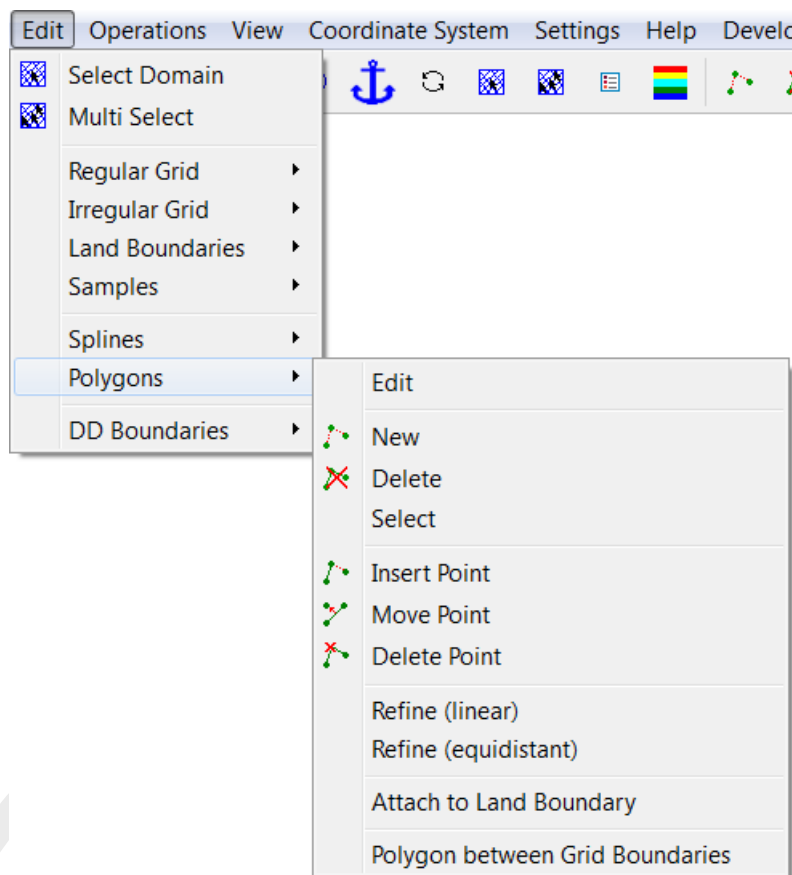 Edit Operations View Coordinate System Settings Help Develo
Select Domain
Multi Select
Regular Grid
Irregular Grid
Land Boundaries
Samples
Splines
Polygons
DD Boundaries
Edit
New
Delete
Select
Insert Point
Move Point
Delete Point
Refine (linear)
Refine (equidistant)
Attach to Land Boundary
Polygon between Grid Boundaries